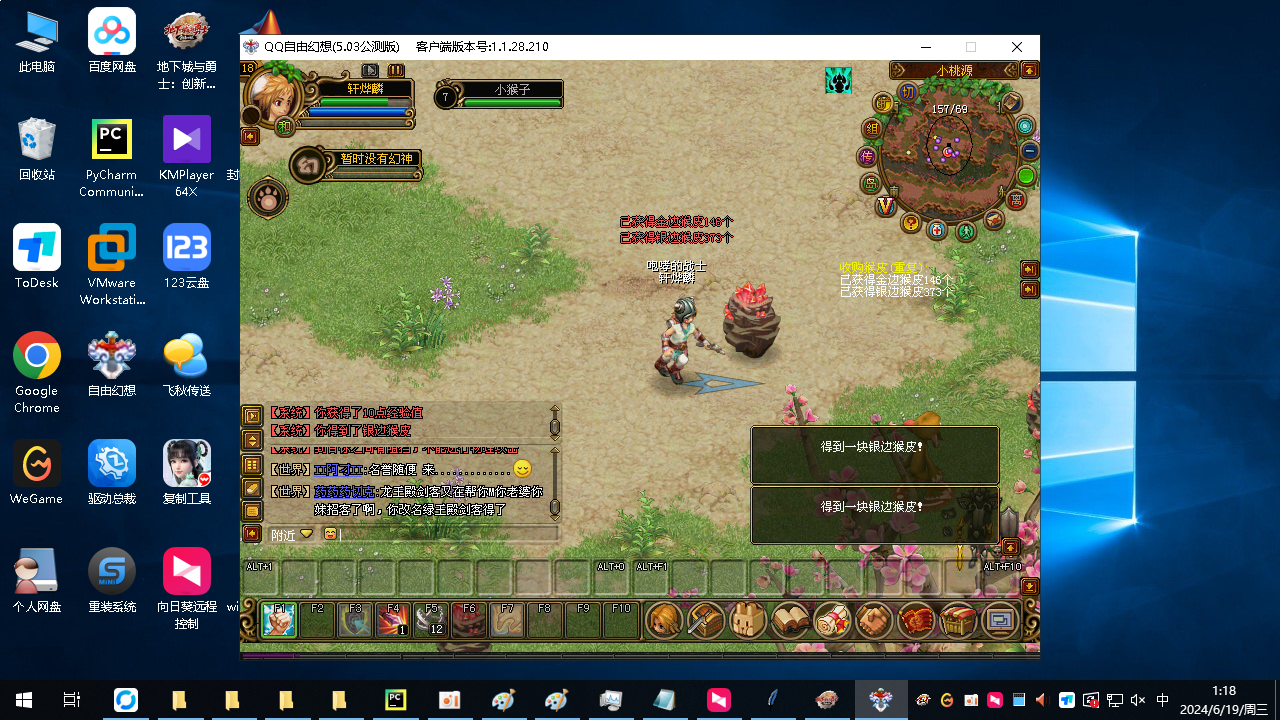 此电脑
百度网盘
地下城与勇
士：创新...
回收站
PyCharm
Communi...
KMPlayer
64X
封
ToDesk
VMware
Workstati...
123
123云盘
Google
Chrome
自由幻想
飞秋传送
WeGame
驱动总裁
复制工具
个人网盘
重装系统
向日葵远程
控制
QQ自由幻想(5.03公测版) 客户端版本号:1.1.28.210
18
轩烨麟
和
7
小猴子
小桃源
157/69
暂时没有幻神
已获得金边猴皮146个
已获得银边猴皮373个
咆哮的战士
轩烨麟
收购猴皮(重复)
已获得金边猴皮146个
已获得银边猴皮373个
【系统】你获得了10点经验值
【系统】你得到了银边猴皮
【世界】
:名誉随便 来
【世界】
:龙王殿剑客又在帮你M你老婆你
妹招客了啊，你改名绿王殿剑客得了
附近
得到一块银边猴皮！
得到一块银边猴皮！
ALT+1
ALT+0
ALT+F1
ALT+F10
F1
F2
F3
F4
F5
F6
F7
F8
F9
F10
1
12
中
1:18
2024/6/19/周三